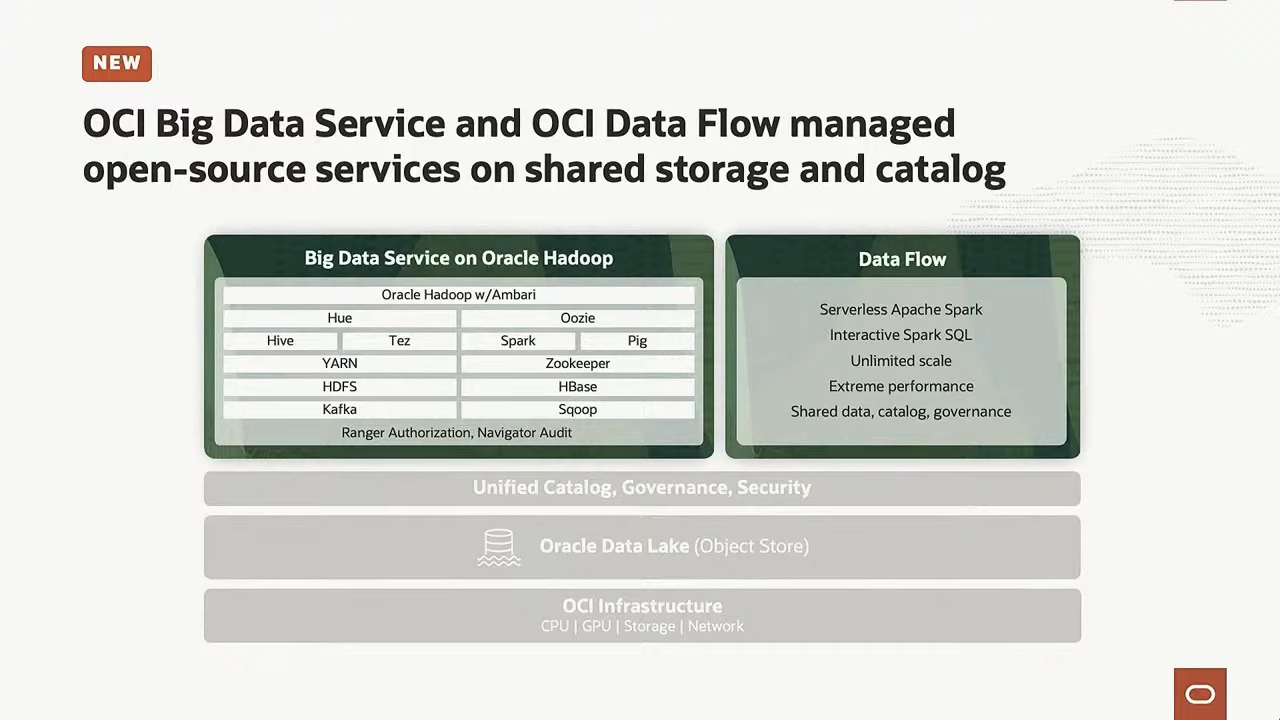 NEW
OCI Big Data Service and OCI Data Flow managed
open-source services on shared storage and catalog
Big Data Service on Oracle Hadoop
Oracle Hadoop w/Ambari
Hue
Oozie
Hive
Tez
Spark
Pig
YARN
Zookeeper
HDFS
HBase
Kafka
Sqoop
Ranger Authorization, Navigator Audit
Data Flow
Serverless Apache Spark
Interactive Spark SQL
Unlimited scale
Extreme performance
Shared data, catalog, governance
Unified Catalog, Governance, Security
Oracle Data Lake (Object Store)
OCI Infrastructure
CPU | GPU | Storage | Network